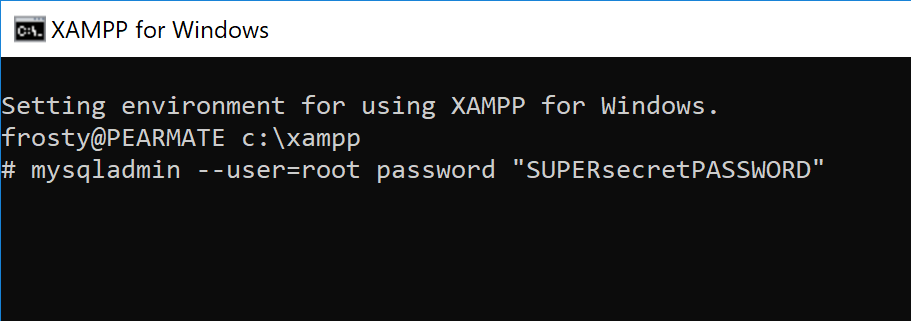 C:\.
XAMPP for Windows
Setting environment for using XAMPP for Windows.
frosty@PEARMATE c:\xampp
# mysqladmin --user=root password "SUPERsecretPASSWORD"